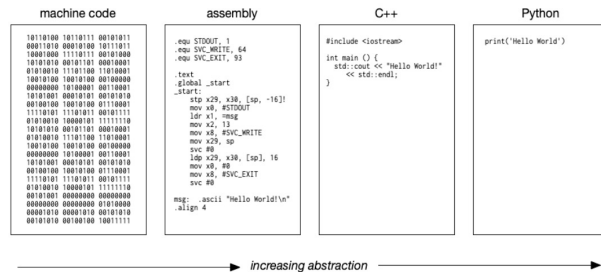 machine code
10110100 10110111 00101011
00011010 00010100 10111011
10001000 11110111 00101000
10101010 00101101 00010001
01010010 11101100 11010001
10010100 10010100 00100000
00000000 10100001 00110001
10101001 00010101 00101010
00100100 10010100 01110001
11110101 11101011 00101111
01010010 10000101 11111110
10101010 00101101 00010001
01010010 11101100 11010001
10010100 10010100 00100000
00000000 10100001 00110001
10101001 00010101 00101010
00100100 10010100 01110001
11110101 11101011 00101111
01010010 10000101 11111110
00101001 00000000 00000000
00000000 00000000 01010000
00001010 00001010 00101010
00101010 00100100 10011111
assembly
.equ STDOUT, 1
.equ SVC_WRITE, 64
.equ SVC_EXIT, 93
.text
.global _start
_start:
stp x29, x30, [sp, -16]!
mov x0, #STDOUT
ldr x1, =msg
mov x2, 13
mov x8, #SVC_WRITE
mov x29, sp
svc #0
ldp x29, x30, [sp], 16
mov x0, #0
mov x8, #SVC_EXIT
svc #0
msg: .ascii "Hello World!\n"
.align 4
C++
#include <iostream>
int main () {
std::cout << "Hello World!"
<< std::endl;
}
Python
print('Hello World')
increasing abstraction